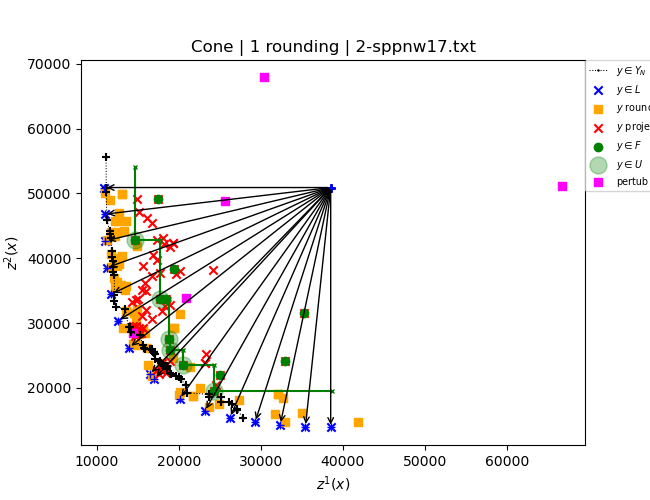 Cone | 1 rounding | 2-sppnw17.txt
70000
60000
50000
40000
30000
20000
z²(x)
10000
20000
30000
40000
50000
60000
z¹(x)
y ∈ Y_N
y ∈ L
y roun
y proje
y ∈ F
y ∈ U
pertub